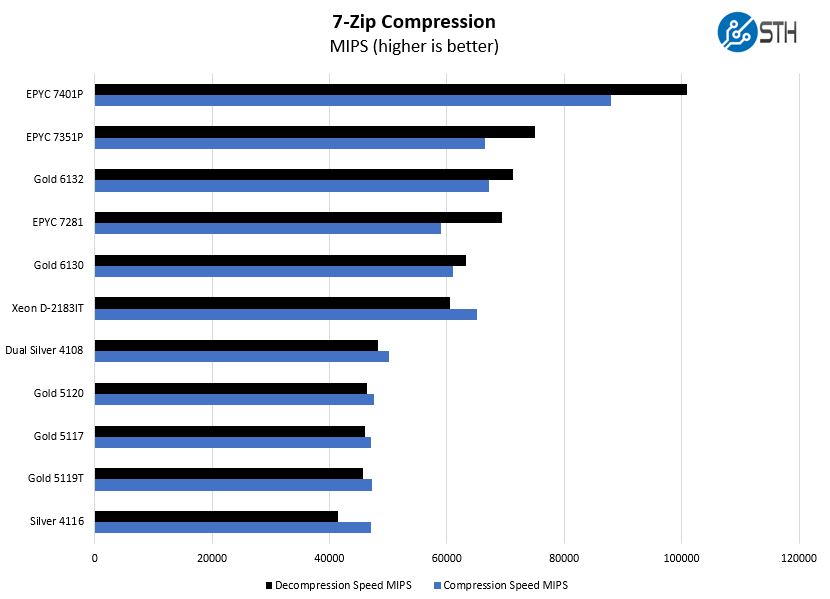 7-Zip Compression
MIPS (higher is better)
STH
EPYC 7401P
EPYC 7351P
Gold 6132
EPYC 7281
Gold 6130
Xeon D-2183IT
Dual Silver 4108
Gold 5120
Gold 5117
Gold 5119T
Silver 4116
0 20000 40000 60000 80000 100000 120000
Decompression Speed MIPS Compression Speed MIPS